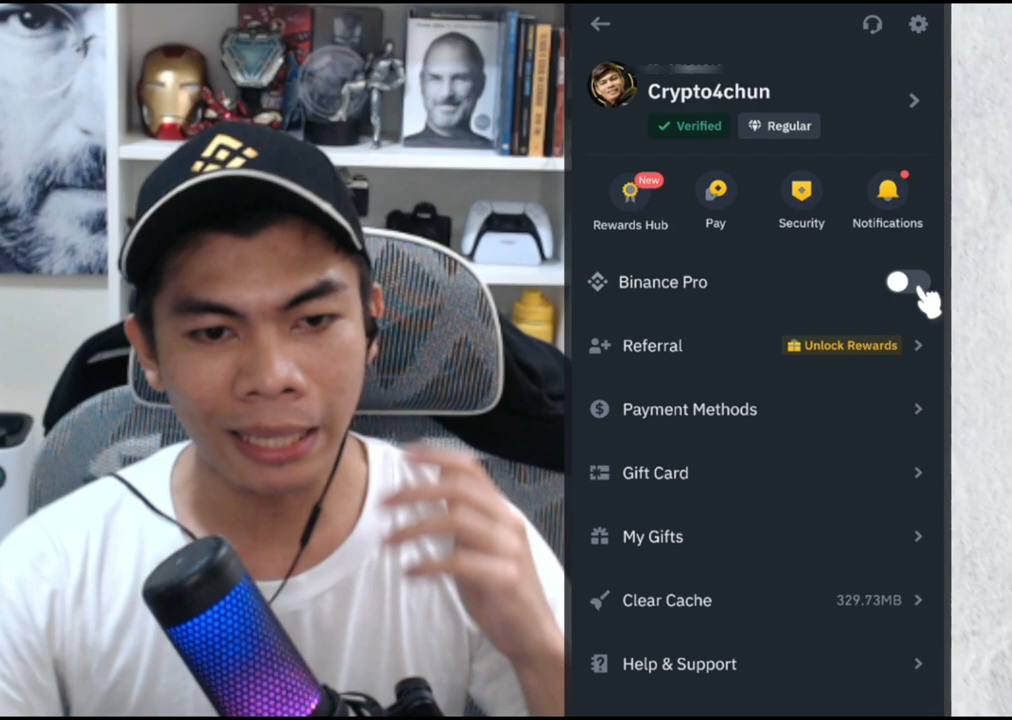 Crypto4chun
Verified
Regular
New
Rewards Hub
Pay
Security
Notifications
Binance Pro
Referral
Unlock Rewards
Payment Methods
Gift Card
My Gifts
Clear Cache
329.73MB
Help & Support